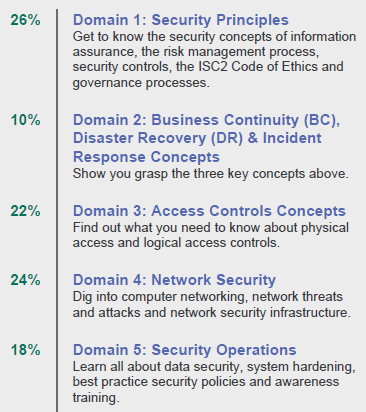 26%
Domain 1: Security Principles
Get to know the security concepts of information
assurance, the risk management process,
security controls, the ISC2 Code of Ethics and
governance processes.
10%
Domain 2: Business Continuity (BC),
Disaster Recovery (DR) & Incident
Response Concepts
Show you grasp the three key concepts above.
22%
Domain 3: Access Controls Concepts
Find out what you need to know about physical
access and logical access controls.
24%
Domain 4: Network Security
Dig into computer networking, network threats
and attacks and network security infrastructure.
18%
Domain 5: Security Operations
Learn all about data security, system hardening,
best practice security policies and awareness
training.